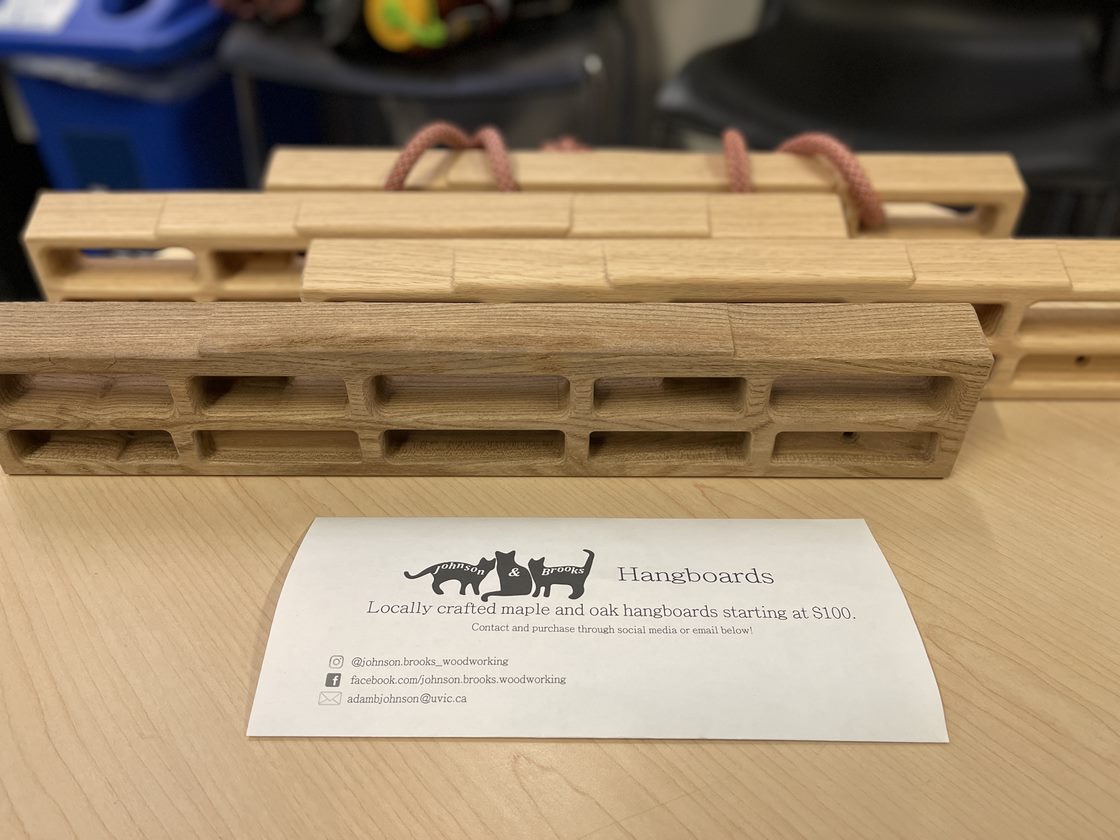 Johnson & Brooks
Hangboards
Locally crafted maple and oak hangboards starting at $100.
Contact and purchase through social media or email below!
@johnson.brooks_woodworking
facebook.com/johnson.brooks.woodworking
adambjohnson@uvic.ca